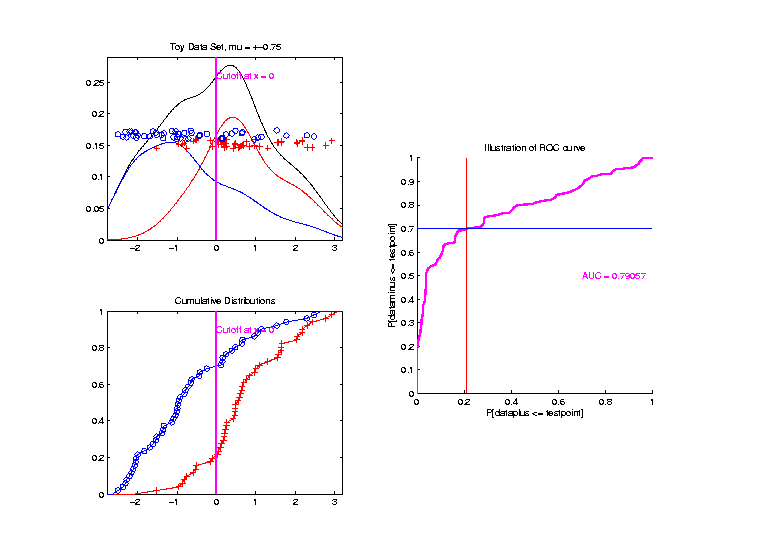 Toy Data Set, mu = +-0.75
Cutoff at x = 0
0.25
0.2
0.15
0.1
0.05
0
−2 −1 0 1 2 3
Cumulative Distributions
Cutoff at x = 0
1
0.8
0.6
0.4
0.2
0
−2 −1 0 1 2 3
Illustration of ROC curve
P[dataminus <= testpoint]
1
0.9
0.8
0.7
0.6
0.5
0.4
0.3
0.2
0.1
0
AUC = 0.79057
0 0.2 0.4 0.6 0.8 1
P[dataplus <= testpoint]